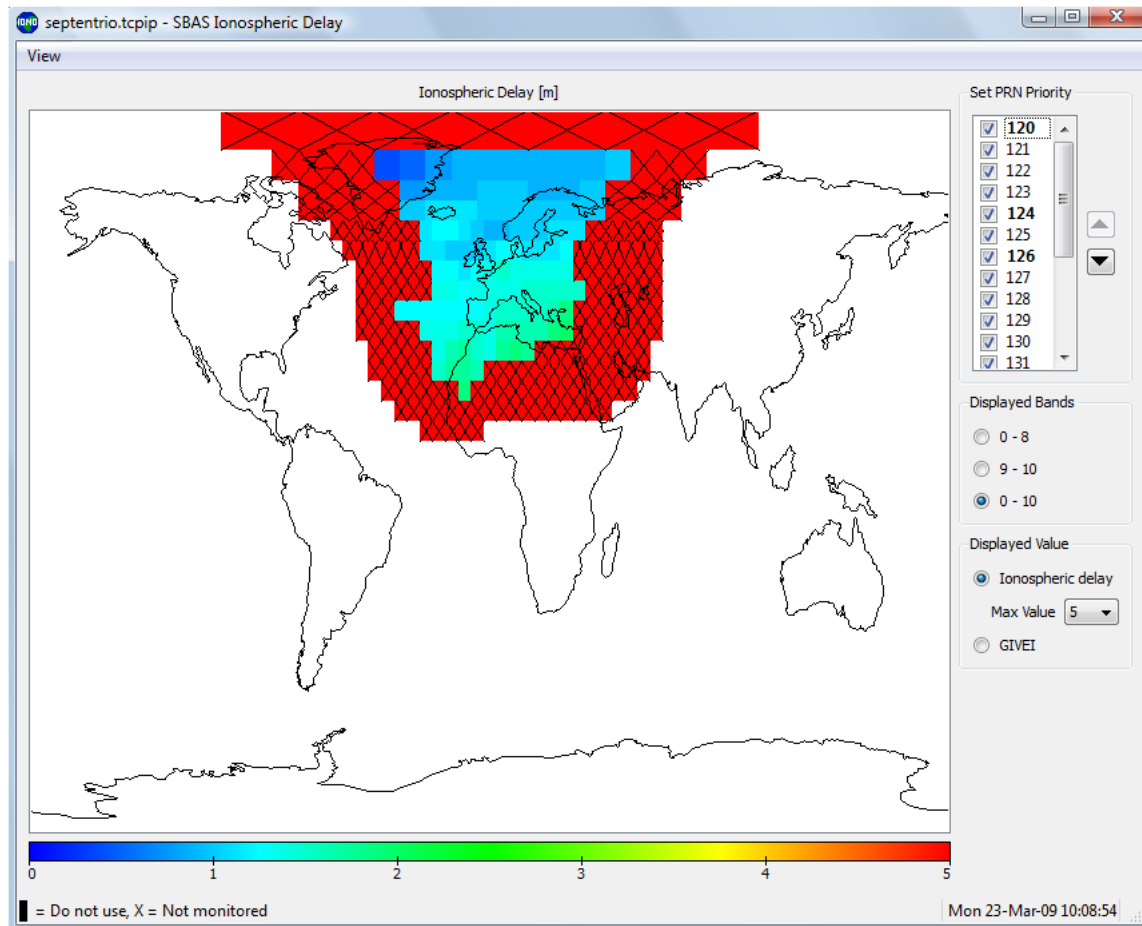 septentrio.tcpip - SBAS Ionospheric Delay
View
Ionospheric Delay [m]
Set PRN Priority
120
121
122
123
124
125
126
127
128
129
130
131
Displayed Bands
0 - 8
9 - 10
0 - 10
Displayed Value
Ionospheric delay
Max Value 5
GIVEI
0 1 2 3 4 5
= Do not use, X = Not monitored
Mon 23-Mar-09 10:08:54